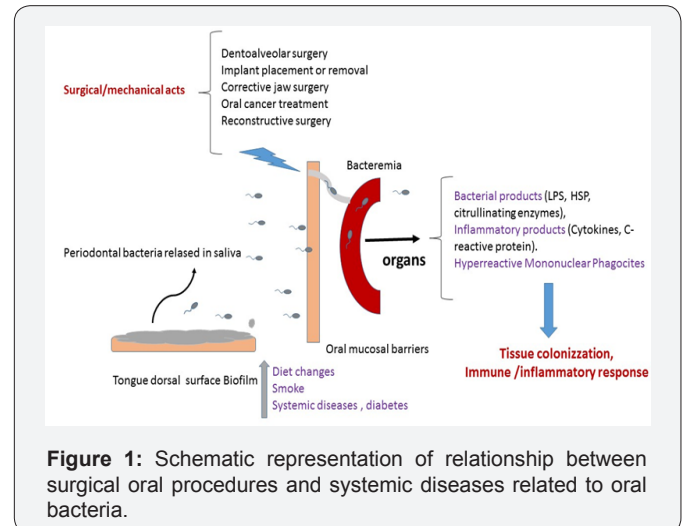 Dentoalveolar surgery
Implant placement or removal
Surgical/mechanical acts
Corrective jaw surgery
Oral cancer treatment
Reconstructive surgery
Bacteremia
Bacterial products (LPS, HSP,
citrullinating enzymes),
Inflammatory products (Cytokines, C-
reactive protein).
Hyperreactive Mononuclear Phagocites
Periodontal bacteria relased in saliva
organs
Oral mucosal barriers
Tongue dorsal surface Biofilm
Diet changes
Smoke
Systemic diseases , diabetes
Tissue colonizzation,
Immune /inflammatory response
Figure 1: Schematic representation of relationship between
surgical oral procedures and systemic diseases related to oral
bacteria.